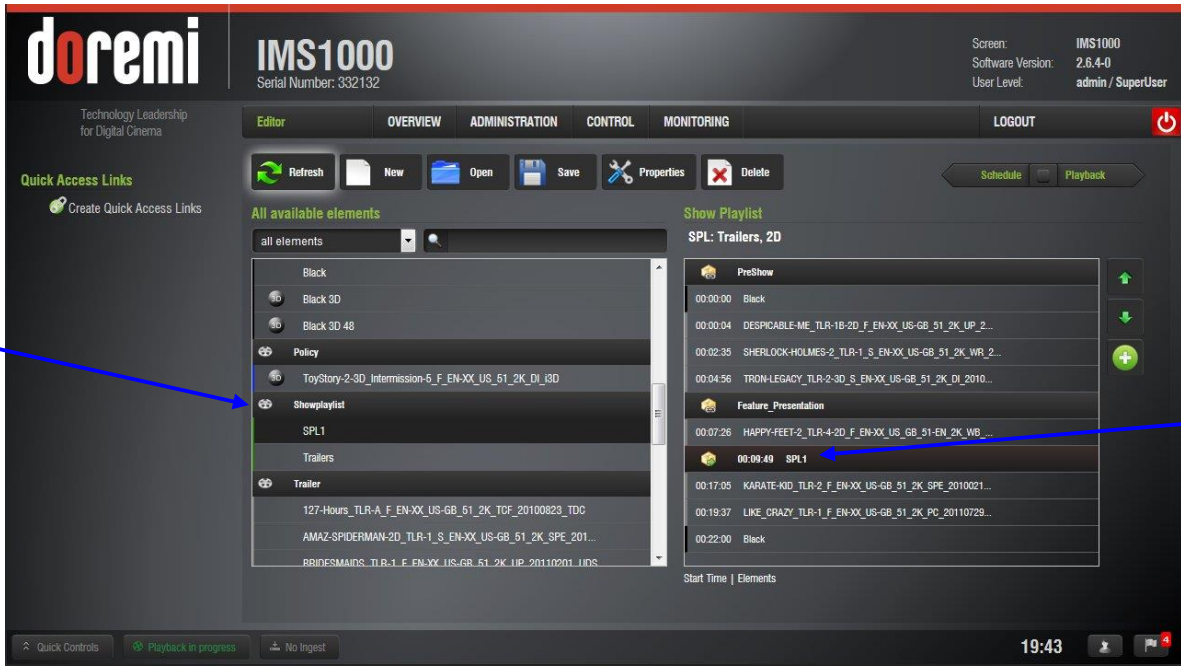 doremi
IMS1000
Serial Number: 332132
Screen: IMS1000
Software Version: 2.6.4-0
User Level: admin / SuperUser
Technology Leadership
for Digital Cinema
Editor OVERVIEW ADMINISTRATION CONTROL MONITORING LOGOUT
Quick Access Links
Create Quick Access Links
Refresh New Open Save Properties Delete
Schedule Playback
All available elements
all elements
Black
3D Black 3D
3D Black 3D 48
Policy
3D ToyStory-2-3D_Intermission-5_F_EN-XX_US_51_2K_DI_i3D
Showplaylist
SPL1
Trailers
Trailer
127-Hours_TLR-A_F_EN-XX_US-GB_51_2K_TCF_20100823_TDC
AMAZ-SPIDERMAN-2D_TLR-1_S_EN-XX_US-GB_51_2K_SPE_201...
BRIDESMAIDS_TLR-1_F_EN-XX_US-GB_51_2K_UP_20110201_UDS
Show Playlist
SPL: Trailers, 2D
PreShow
00:00:00 Black
00:00:04 DESPICABLE-ME_TLR-1B-2D_F_EN-XX_US-GB_51_2K_UP_2...
00:02:35 SHERLOCK-HOLMES-2_TLR-1_S_EN-XX_US-GB_51_2K_WR_2...
00:04:56 TRON-LEGACY_TLR-2-3D_S_EN-XX_US-GB_51_2K_DI_2010...
Feature_Presentation
00:07:26 HAPPY-FEET-2_TLR-4-2D_F_EN-XX_US_GB_51-EN_2K_WB_...
00:09:49 SPL1
00:17:05 KARATE-KID_TLR-2_F_EN-XX_US-GB_51_2K_SPE_2010021...
00:19:37 LIKE_CRAZY_TLR-1_F_EN-XX_US-GB_51_2K_PC_20110729...
00:22:00 Black
Start Time | Elements
Quick Controls Playback in progress No Ingest 19:43 4